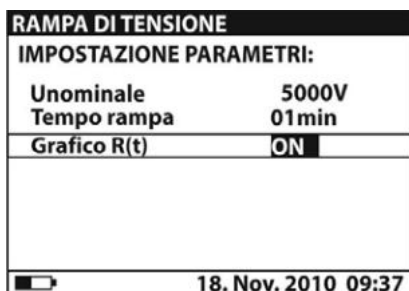 RAMPA DI TENSIONE
IMPOSTAZIONE PARAMETRI:
Unominale 5000V
Tempo rampa 01min
Grafico R(t) ON
18. Nov. 2010 09:37